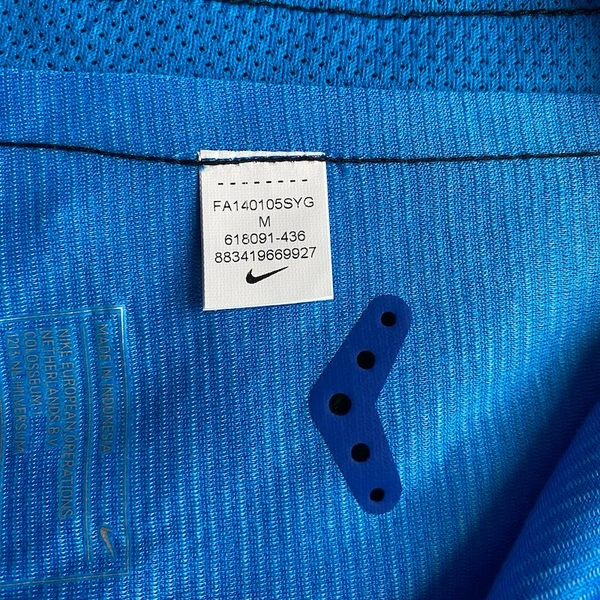 FA140105SYG
M
618091-436
883419669927
MADE IN INDONESIA
NIKE EUROPEAN OPERATIONS
NETHERLANDS B.V.
COLOSSEUM 1
1213 NL HILVERSUM